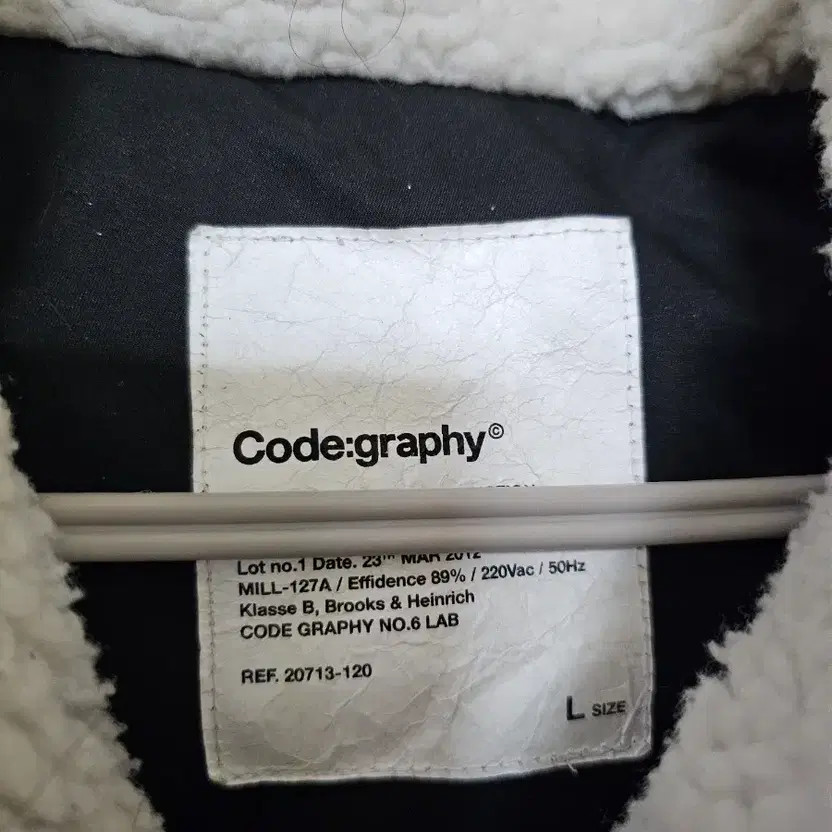 Code:graphy©
Lot no.1 Date. 23TH MAR 2012
MILL-127A / Effidence 89% / 220Vac / 50Hz
Klasse B, Brooks & Heinrich
CODE GRAPHY NO.6 LAB
REF. 20713-120
L SIZE